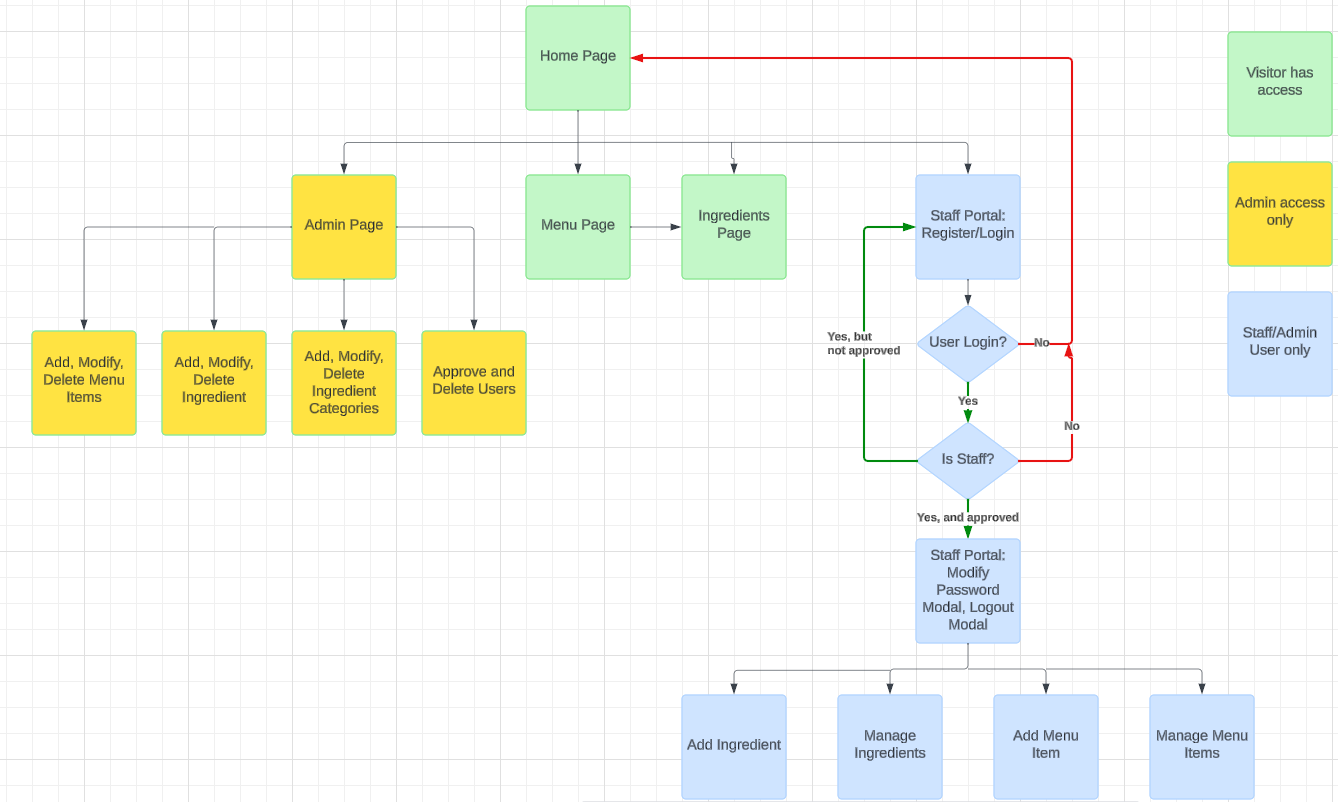 Home Page
Visitor has
access
Admin Page
Menu Page
Ingredients
Page
Staff Portal:
Register/Login
Admin access
only
Add, Modify,
Delete Menu
Items
Add, Modify,
Delete
Ingredient
Add, Modify,
Delete
Ingredient
Categories
Approve and
Delete Users
Yes, but
not approved
User Login?
No
Staff/Admin
User only
Yes
No
Is Staff?
Yes, and approved
Staff Portal:
Modify
Password
Modal, Logout
Modal
Add Ingredient
Manage
Ingredients
Add Menu
Item
Manage Menu
Items